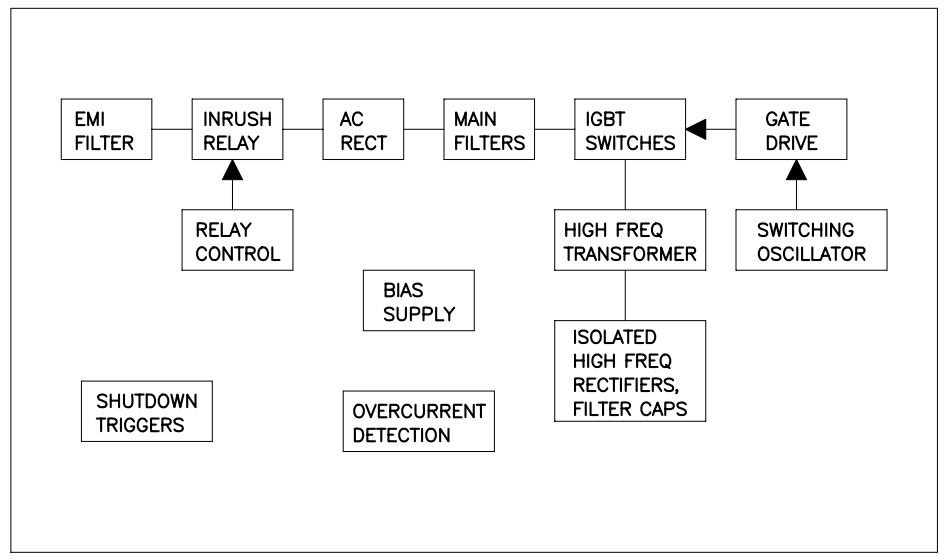 EMI
FILTER
INRUSH
RELAY
AC
RECT
MAIN
FILTERS
IGBT
SWITCHES
GATE
DRIVE
RELAY
CONTROL
HIGH FREQ
TRANSFORMER
SWITCHING
OSCILLATOR
BIAS
SUPPLY
ISOLATED
HIGH FREQ
RECTIFIERS,
FILTER CAPS
SHUTDOWN
TRIGGERS
OVERCURRENT
DETECTION